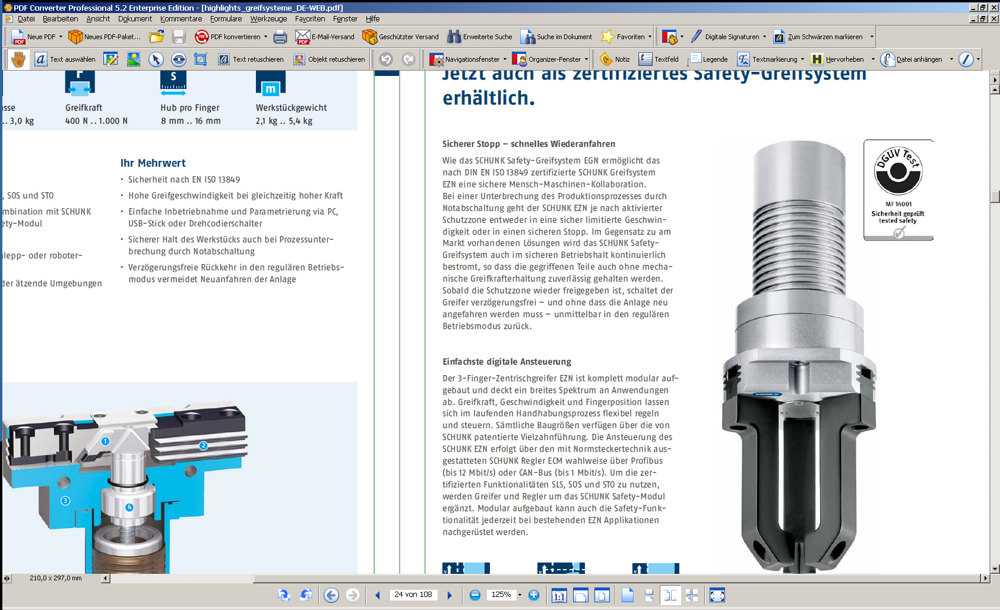 PDF Converter Professional 5.2 Enterprise Edition - [highlights_greifsysteme_DE-WEB.pdf]
Datei Bearbeiten Ansicht Dokument Kommentare Formulare Werkzeuge Favoriten Fenster Hilfe
Neue PDF Neues PDF-Paket... PDF konvertieren E-Mail-Versand Geschützter Versand Erweiterte Suche Suche im Dokument Favoriten Digitale Signaturen Zum Schwärzen markieren
Text auswählen Text retuschieren Objekt retuschieren Navigationsfenster Organizer-Fenster Notiz Textfeld Legende Textmarkierung Hervorheben Datei anhängen
F
S
m
sse
.. 3,0 kg
Greifkraft
400 N .. 1.000 N
Hub pro Finger
8 mm .. 16 mm
Werkstückgewicht
2,1 kg .. 5,4 kg
, SOS und STO
mbination mit SCHUNK
ety-Modul
lepp- oder roboter-
der ätzende Umgebungen
Ihr Mehrwert
• Sicherheit nach EN ISO 13849
• Hohe Greifgeschwindigkeit bei gleichzeitig hoher Kraft
• Einfache Inbetriebnahme und Parametrierung via PC,
USB-Stick oder Drehcodierschalter
• Sicherer Halt des Werkstücks auch bei Prozessunter-
brechung durch Notabschaltung
• Verzögerungsfreie Rückkehr in den regulären Betriebs-
modus vermeidet Neuanfahren der Anlage
1
2
3
4
Jetzt auch als zertifiziertes Safety-Greifsystem
erhältlich.
Sicherer Stopp – schnelles Wiederanfahren
Wie das SCHUNK Safety-Greifsystem EGN ermöglicht das
nach DIN EN ISO 13849 zertifizierte SCHUNK Greifsystem
EZN eine sichere Mensch-Maschinen-Kollaboration.
Bei einer Unterbrechung des Produktionsprozesses durch
Notabschaltung geht der SCHUNK EZN je nach aktivierter
Schutzzone entweder in eine sicher limitierte Geschwin-
digkeit oder in einen sicheren Stopp. Im Gegensatz zu am
Markt vorhandenen Lösungen wird das SCHUNK Safety-
Greifsystem auch im sicheren Betriebshalt kontinuierlich
bestromt, so dass die gegriffenen Teile auch ohne mecha-
nische Greifkrafterhaltung zuverlässig gehalten werden.
Sobald die Schutzzone wieder freigegeben ist, schaltet der
Greifer verzögerungsfrei – und ohne dass die Anlage neu
angefahren werden muss – unmittelbar in den regulären
Betriebsmodus zurück.
Einfachste digitale Ansteuerung
Der 3-Finger-Zentrischgreifer EZN ist komplett modular auf-
gebaut und deckt ein breites Spektrum an Anwendungen
ab. Greifkraft, Geschwindigkeit und Fingerposition lassen
sich im laufenden Handhabungsprozess flexibel regeln
und steuern. Sämtliche Baugrößen verfügen über die von
SCHUNK patentierte Vielzahnführung. Die Ansteuerung des
SCHUNK EZN erfolgt über den mit Normsteckertechnik aus-
gestatteten SCHUNK Regler ECM wahlweise über Profibus
(bis 12 Mbit/s) oder CAN-Bus (bis 1 Mbit/s). Um die zer-
tifizierten Funktionalitäten SLS, SOS und STO zu nutzen,
werden Greifer und Regler um das SCHUNK Safety-Modul
ergänzt. Modular aufgebaut kann auch die Safety-Funk-
tionalität jederzeit bei bestehenden EZN Applikationen
nachgerüstet werden.
DGUV Test
MF 14001
Sicherheit geprüft
tested safety
SCHUNK
v
v
v
210,0 x 297,0 mm
24 von 108
125%
1:1